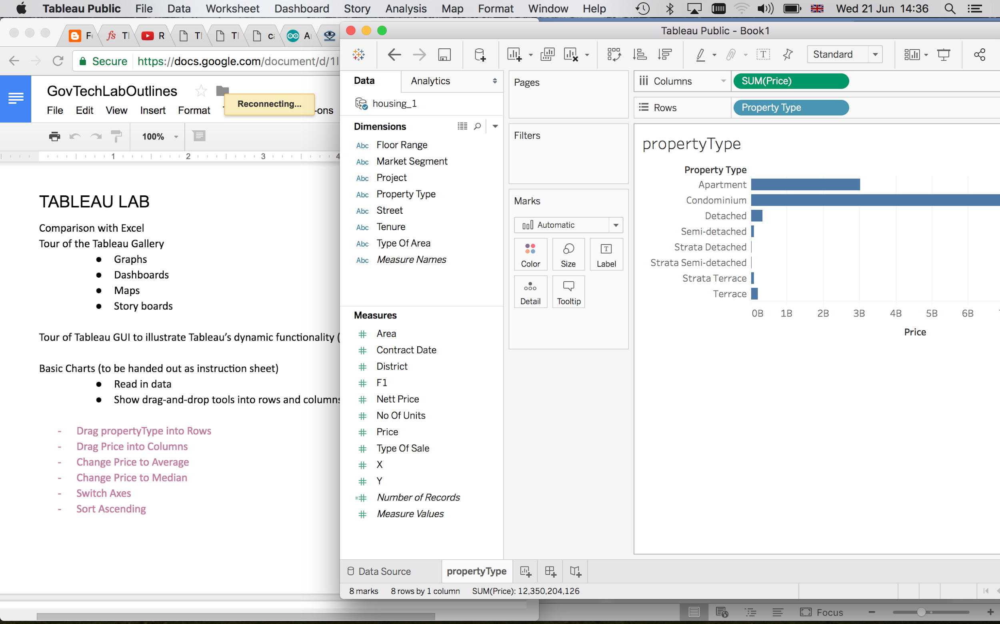 Tableau Public File Data Worksheet Dashboard Story Analysis Map Format Window Help Wed 21 Jun 14:36
Tableau Public - Book1
Secure https://docs.google.com/document/d/1l
Standard
GovTechLabOutlines
Reconnecting...
File Edit View Insert Format -ons
100%
1 2 3 4
TABLEAU LAB
Comparison with Excel
Tour of the Tableau Gallery
● Graphs
● Dashboards
● Maps
● Story boards
Tour of Tableau GUI to illustrate Tableau’s dynamic functionality (
Basic Charts (to be handed out as instruction sheet)
● Read in data
● Show drag-and-drop tools into rows and columns
- Drag propertyType into Rows
- Drag Price into Columns
- Change Price to Average
- Change Price to Median
- Switch Axes
- Sort Ascending
Data Analytics
housing_1
Dimensions
Abc Floor Range
Abc Market Segment
Abc Project
Abc Property Type
Abc Street
Abc Tenure
Abc Type Of Area
Abc Measure Names
Measures
# Area
# Contract Date
# District
# F1
# Nett Price
# No Of Units
# Price
# Type Of Sale
# X
# Y
=# Number of Records
# Measure Values
Pages
Filters
Marks
Automatic
Color Size Label
Detail Tooltip
Columns SUM(Price)
Rows Property Type
propertyType
Property Type
Apartment
Condominium
Detached
Semi-detached
Strata Detached
Strata Semi-detached
Strata Terrace
Terrace
0B 1B 2B 3B 4B 5B 6B
Price
Data Source propertyType
8 marks 8 rows by 1 column SUM(Price): 12,350,204,126
Focus